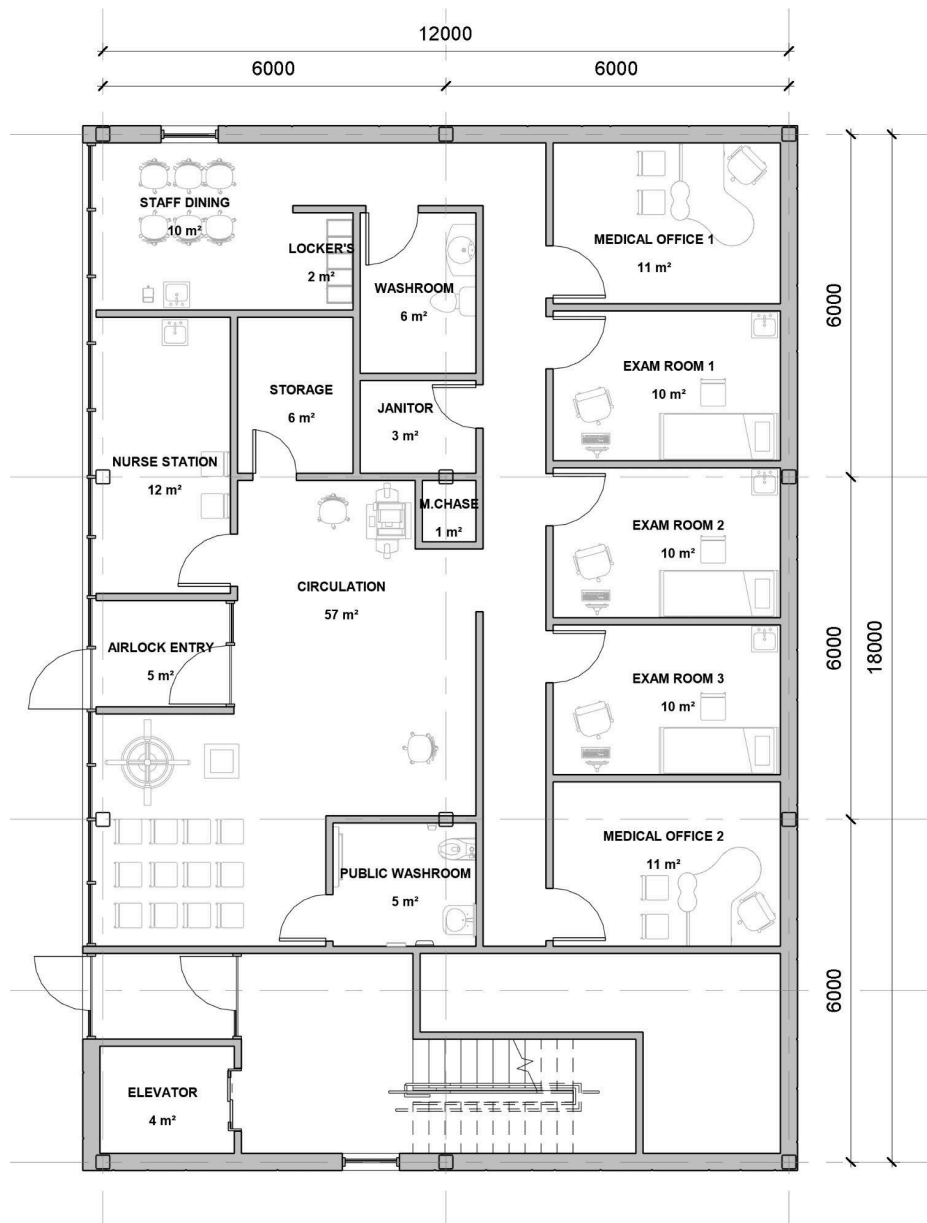 12000
6000
6000
STAFF DINING
10 m²
LOCKER'S
2 m²
WASHROOM
6 m²
MEDICAL OFFICE 1
11 m²
6000
STORAGE
6 m²
JANITOR
3 m²
EXAM ROOM 1
10 m²
NURSE STATION
12 m²
M.CHASE
1 m²
EXAM ROOM 2
10 m²
CIRCULATION
57 m²
AIRLOCK ENTRY
5 m²
EXAM ROOM 3
10 m²
6000
18000
PUBLIC WASHROOM
5 m²
MEDICAL OFFICE 2
11 m²
6000
ELEVATOR
4 m²